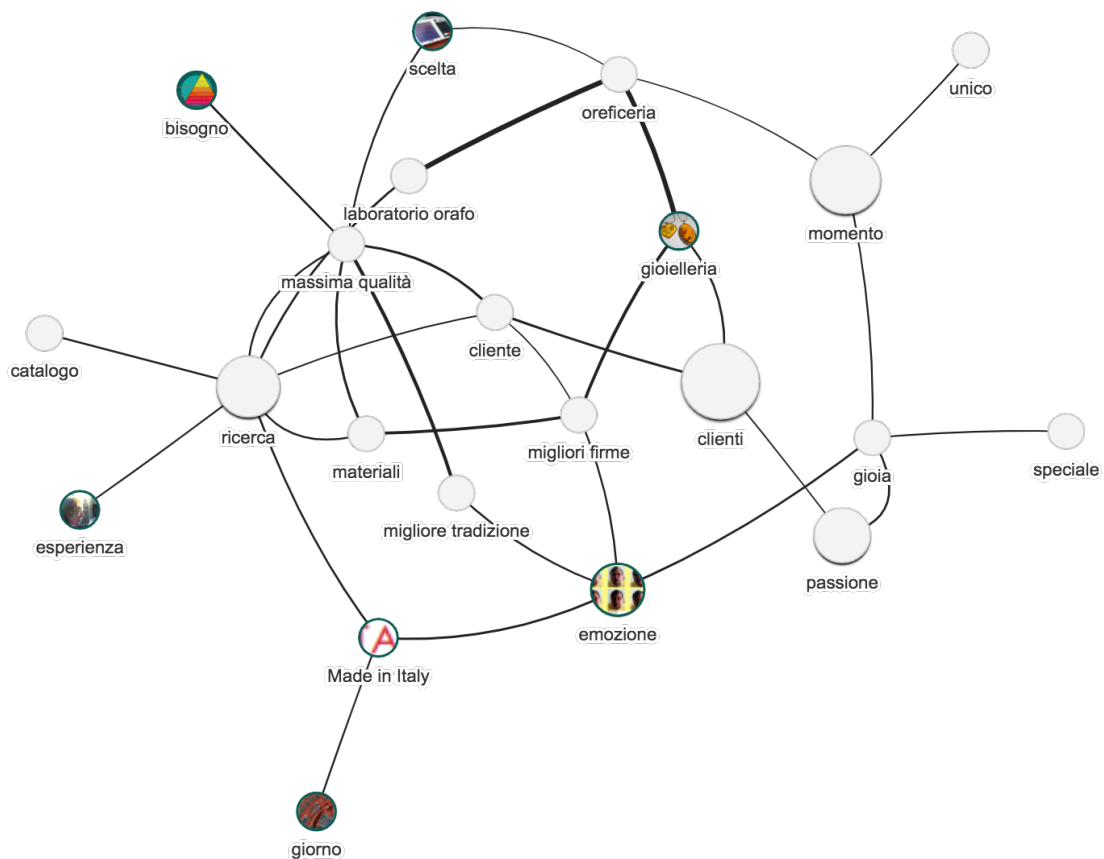 scelta
unico
oreficeria
bisogno
laboratorio orafo
momento
gioielleria
massima qualità
cliente
catalogo
ricerca
clienti
migliori firme
materiali
speciale
gioia
migliore tradizione
esperienza
passione
emozione
A
Made in Italy
giorno